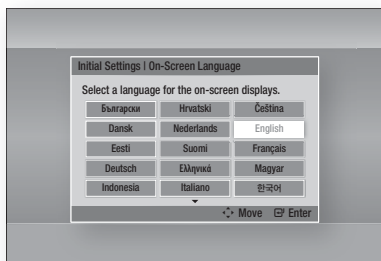 Initial Settings | On-Screen Language
Select a language for the on-screen displays.
Български Hrvatski Čeština
Dansk Nederlands English
Eesti Suomi Français
Deutsch Ελληνικά Magyar
Indonesia Italiano 한국어
Move Enter